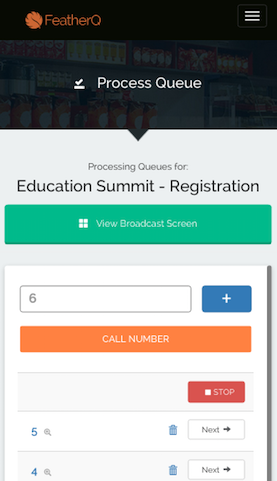 FeatherQ
Process Queue
Processing Queues for:
Education Summit - Registration
View Broadcast Screen
6
+
CALL NUMBER
STOP
5 Next
4 Next